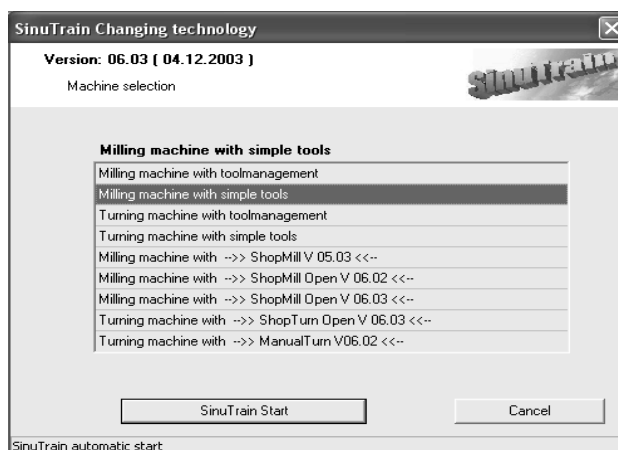 SinuTrain Changing technology
Version: 06.03 [ 04.12.2003 ]
Machine selection
SinuTrain
Milling machine with simple tools
Milling machine with toolmanagement
Milling machine with simple tools
Turning machine with toolmanagement
Turning machine with simple tools
Milling machine with -->> ShopMill V 05.03 <<--
Milling machine with -->> ShopMill Open V 06.02 <<--
Milling machine with -->> ShopMill Open V 06.03 <<--
Turning machine with -->> ShopTurn Open V 06.03 <<--
Turning machine with -->> ManualTurn V06.02 <<--
SinuTrain Start
Cancel
SinuTrain automatic start